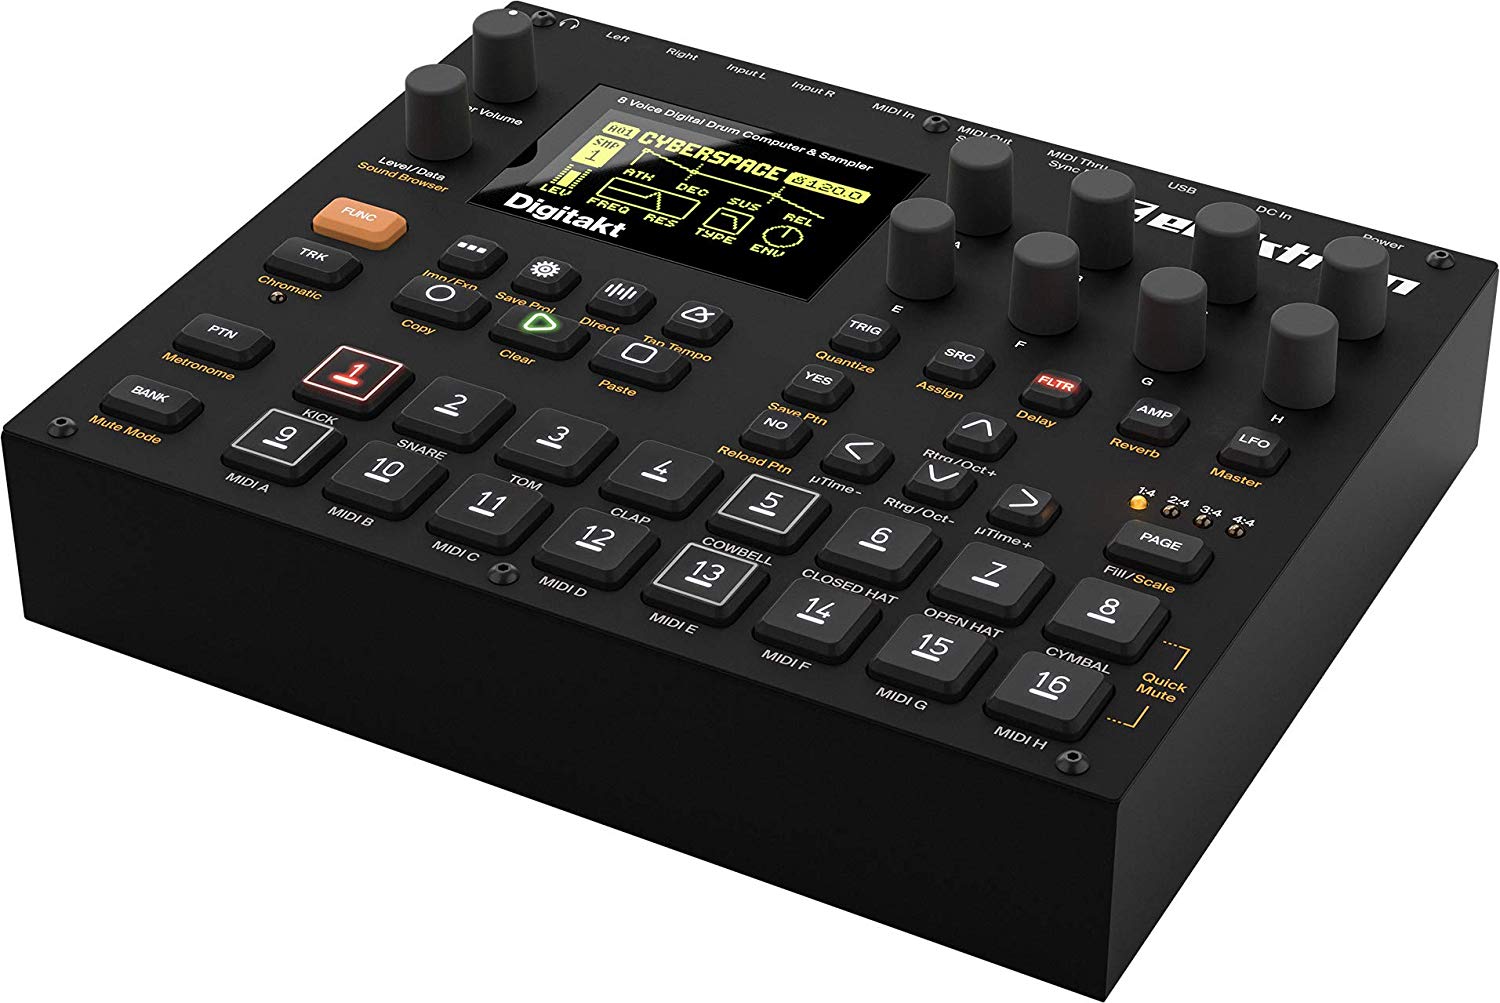 Left
Right
Input L
Input R
MIDI In
MIDI Out
MIDI Thru
Sync
USB
DC In
Power
Volume
Level/Data
Sound Browser
8 Voice Digital Drum Computer & Sampler
A01
CYBERSPACE
120.0
SMP
1
LEV
ATK
DEC
SUS
REL
FREQ
RES
TYPE
ENV
Digitakt
FUNC
TRK
Chromatic
PTN
Metronome
BANK
Mute Mode
Imp/Exp
Save Proj
Direct
Tap Tempo
Copy
Clear
Paste
E
F
G
H
TRIG
Quantize
SRC
Assign
FLTR
Delay
AMP
Reverb
LFO
Master
YES
Save Ptn
NO
Reload Ptn
Rtrg/Oct+
µTime-
Rtrg/Oct-
µTime+
1:4
2:4
3:4
4:4
PAGE
Fill/Scale
1
KICK
2
SNARE
3
TOM
4
CLAP
5
COWBELL
6
CLOSED HAT
7
OPEN HAT
8
CYMBAL
9
MIDI A
10
MIDI B
11
MIDI C
12
MIDI D
13
MIDI E
14
MIDI F
15
MIDI G
16
MIDI H
Quick
Mute